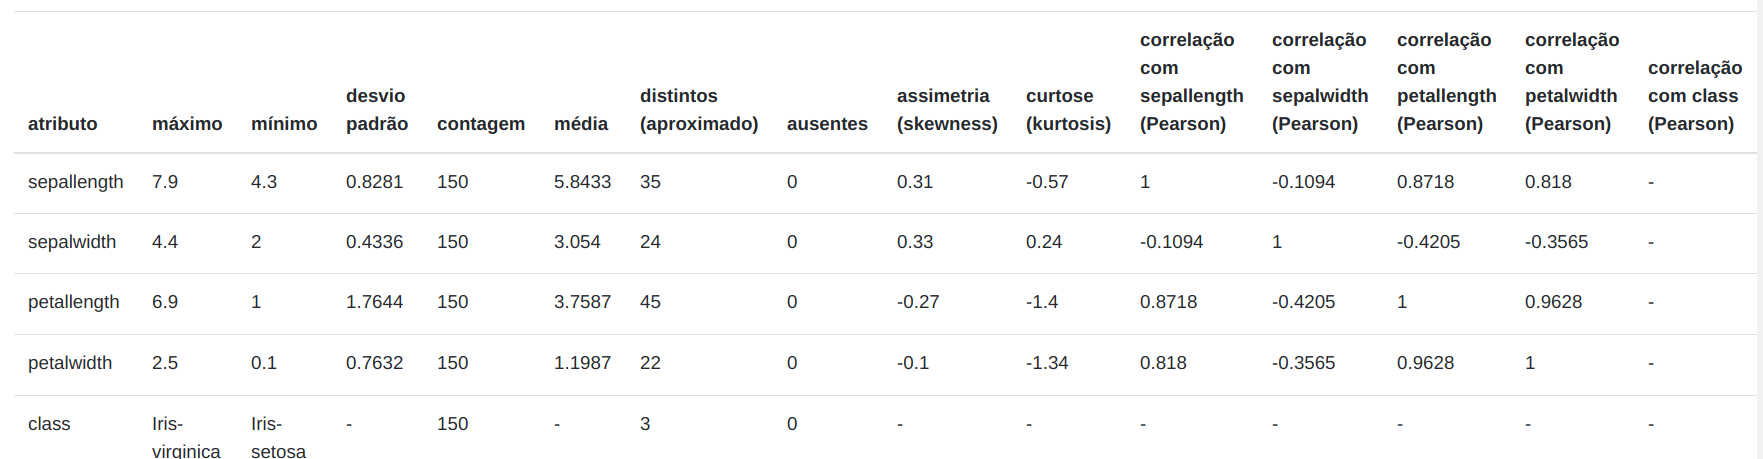 atributo máximo mínimo desvio padrão contagem média distintos (aproximado) ausentes assimetria (skewness) curtose (kurtosis) correlação com sepallength (Pearson) correlação com sepalwidth (Pearson) correlação com petallength (Pearson) correlação com petalwidth (Pearson) correlação com class (Pearson)
sepallength 7.9 4.3 0.8281 150 5.8433 35 0 0.31 -0.57 1 -0.1094 0.8718 0.818 -
sepalwidth 4.4 2 0.4336 150 3.054 24 0 0.33 0.24 -0.1094 1 -0.4205 -0.3565 -
petallength 6.9 1 1.7644 150 3.7587 45 0 -0.27 -1.4 0.8718 -0.4205 1 0.9628 -
petalwidth 2.5 0.1 0.7632 150 1.1987 22 0 -0.1 -1.34 0.818 -0.3565 0.9628 1 -
class Iris-virginica Iris-setosa - 150 - 3 0 - - - - - - -